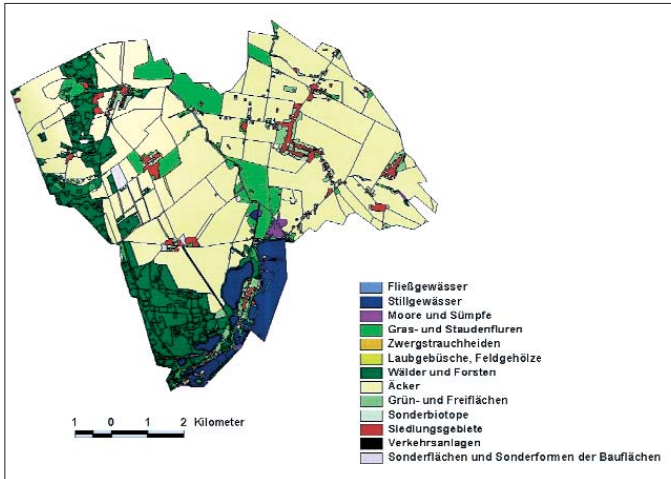 Fließgewässer
Stillgewässer
Moore und Sümpfe
Gras- und Staudenfluren
Zwergstrauchheiden
Laubgebüsche, Feldgehölze
Wälder und Forsten
Äcker
Grün- und Freiflächen
Sonderbiotope
Siedlungsgebiete
Verkehrsanlagen
Sonderflächen und Sonderformen der Bauflächen
1 0 1 2 Kilometer